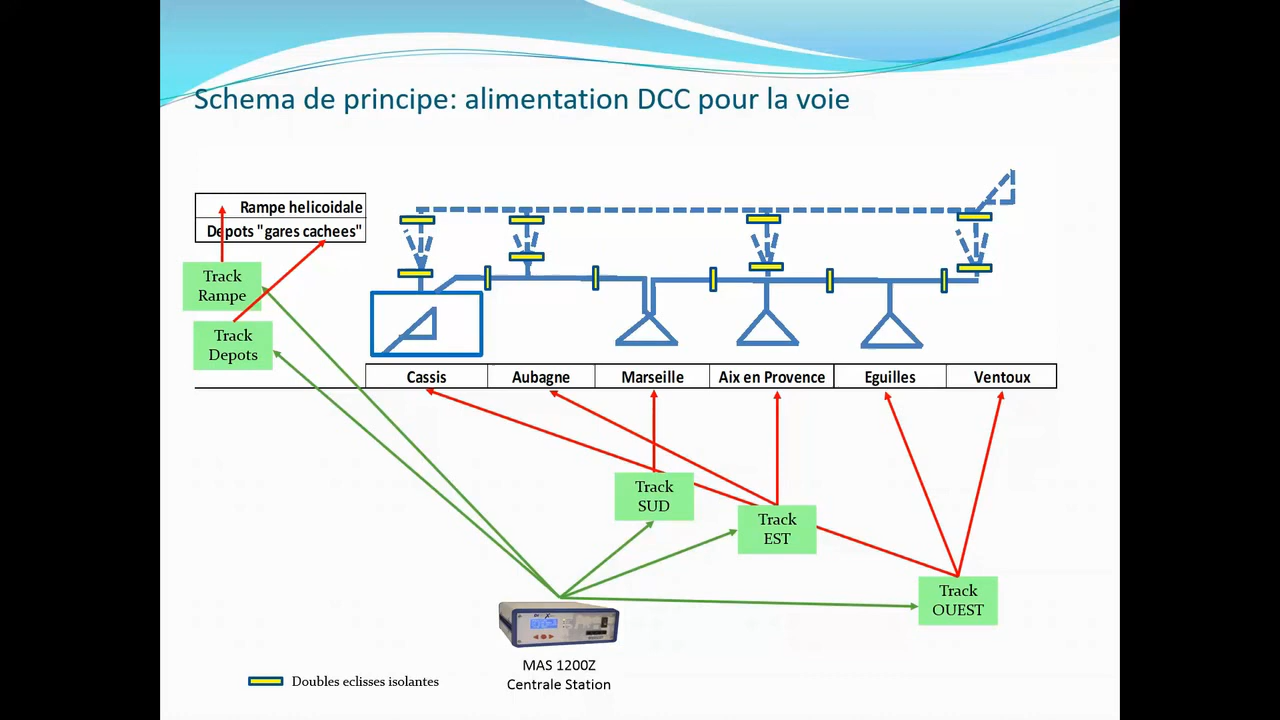 Schema de principe: alimentation DCC pour la voie
Rampe helicoidale
Depots "gares cachees"
Track
Rampe
Track
Depots
Cassis
Aubagne
Marseille
Aix en Provence
Eguilles
Ventoux
Track
SUD
Track
EST
Track
OUEST
MAS 1200Z
Centrale Station
Doubles eclisses isolantes